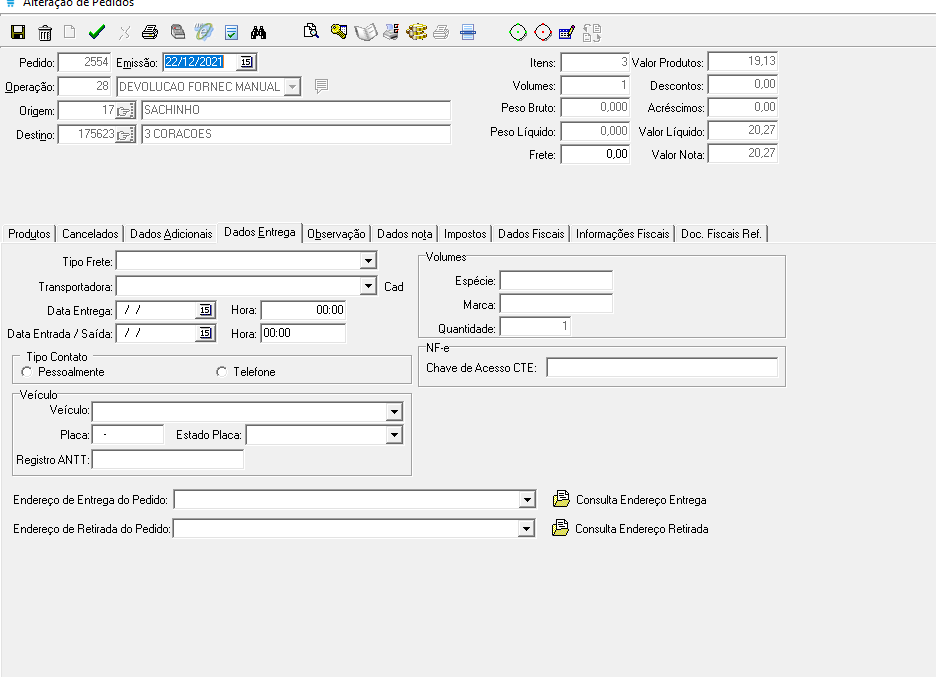 Alteração de Pedidos
Pedido: 2554 Emissão: 22/12/2021 15 Itens: 3 Valor Produtos: 19,13
Operação: 28 DEVOLUCAO FORNEC MANUAL Volumes: 1 Descontos: 0,00
Origem: 17 SACHINHO Peso Bruto: 0,000 Acréscimos: 0,00
Destino: 175623 3 CORACOES Peso Líquido: 0,000 Valor Líquido: 20,27
Frete: 0,00 Valor Nota: 20,27
Produtos Cancelados Dados Adicionais Dados Entrega Observação Dados nota Impostos Dados Fiscais Informações Fiscais Doc. Fiscais Ref.
Tipo Frete:
Transportadora: Cad
Data Entrega: / / 15 Hora: 00:00
Data Entrada / Saída: / / 15 Hora: 00:00
Volumes
Espécie:
Marca:
Quantidade: 1
NF-e
Chave de Acesso CTE:
Tipo Contato
Pessoalmente Telefone
Veículo
Veículo:
Placa: - Estado Placa:
Registro ANTT:
Endereço de Entrega do Pedido: Consulta Endereço Entrega
Endereço de Retirada do Pedido: Consulta Endereço Retirada